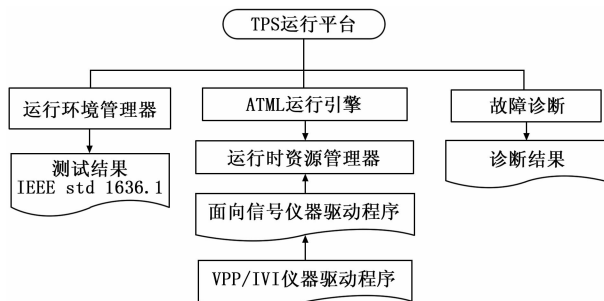 TPS运行平台
运行环境管理器
ATML运行引擎
故障诊断
测试结果
IEEE std 1636.1
运行时资源管理器
诊断结果
面向信号仪器驱动程序
VPP/IVI仪器驱动程序